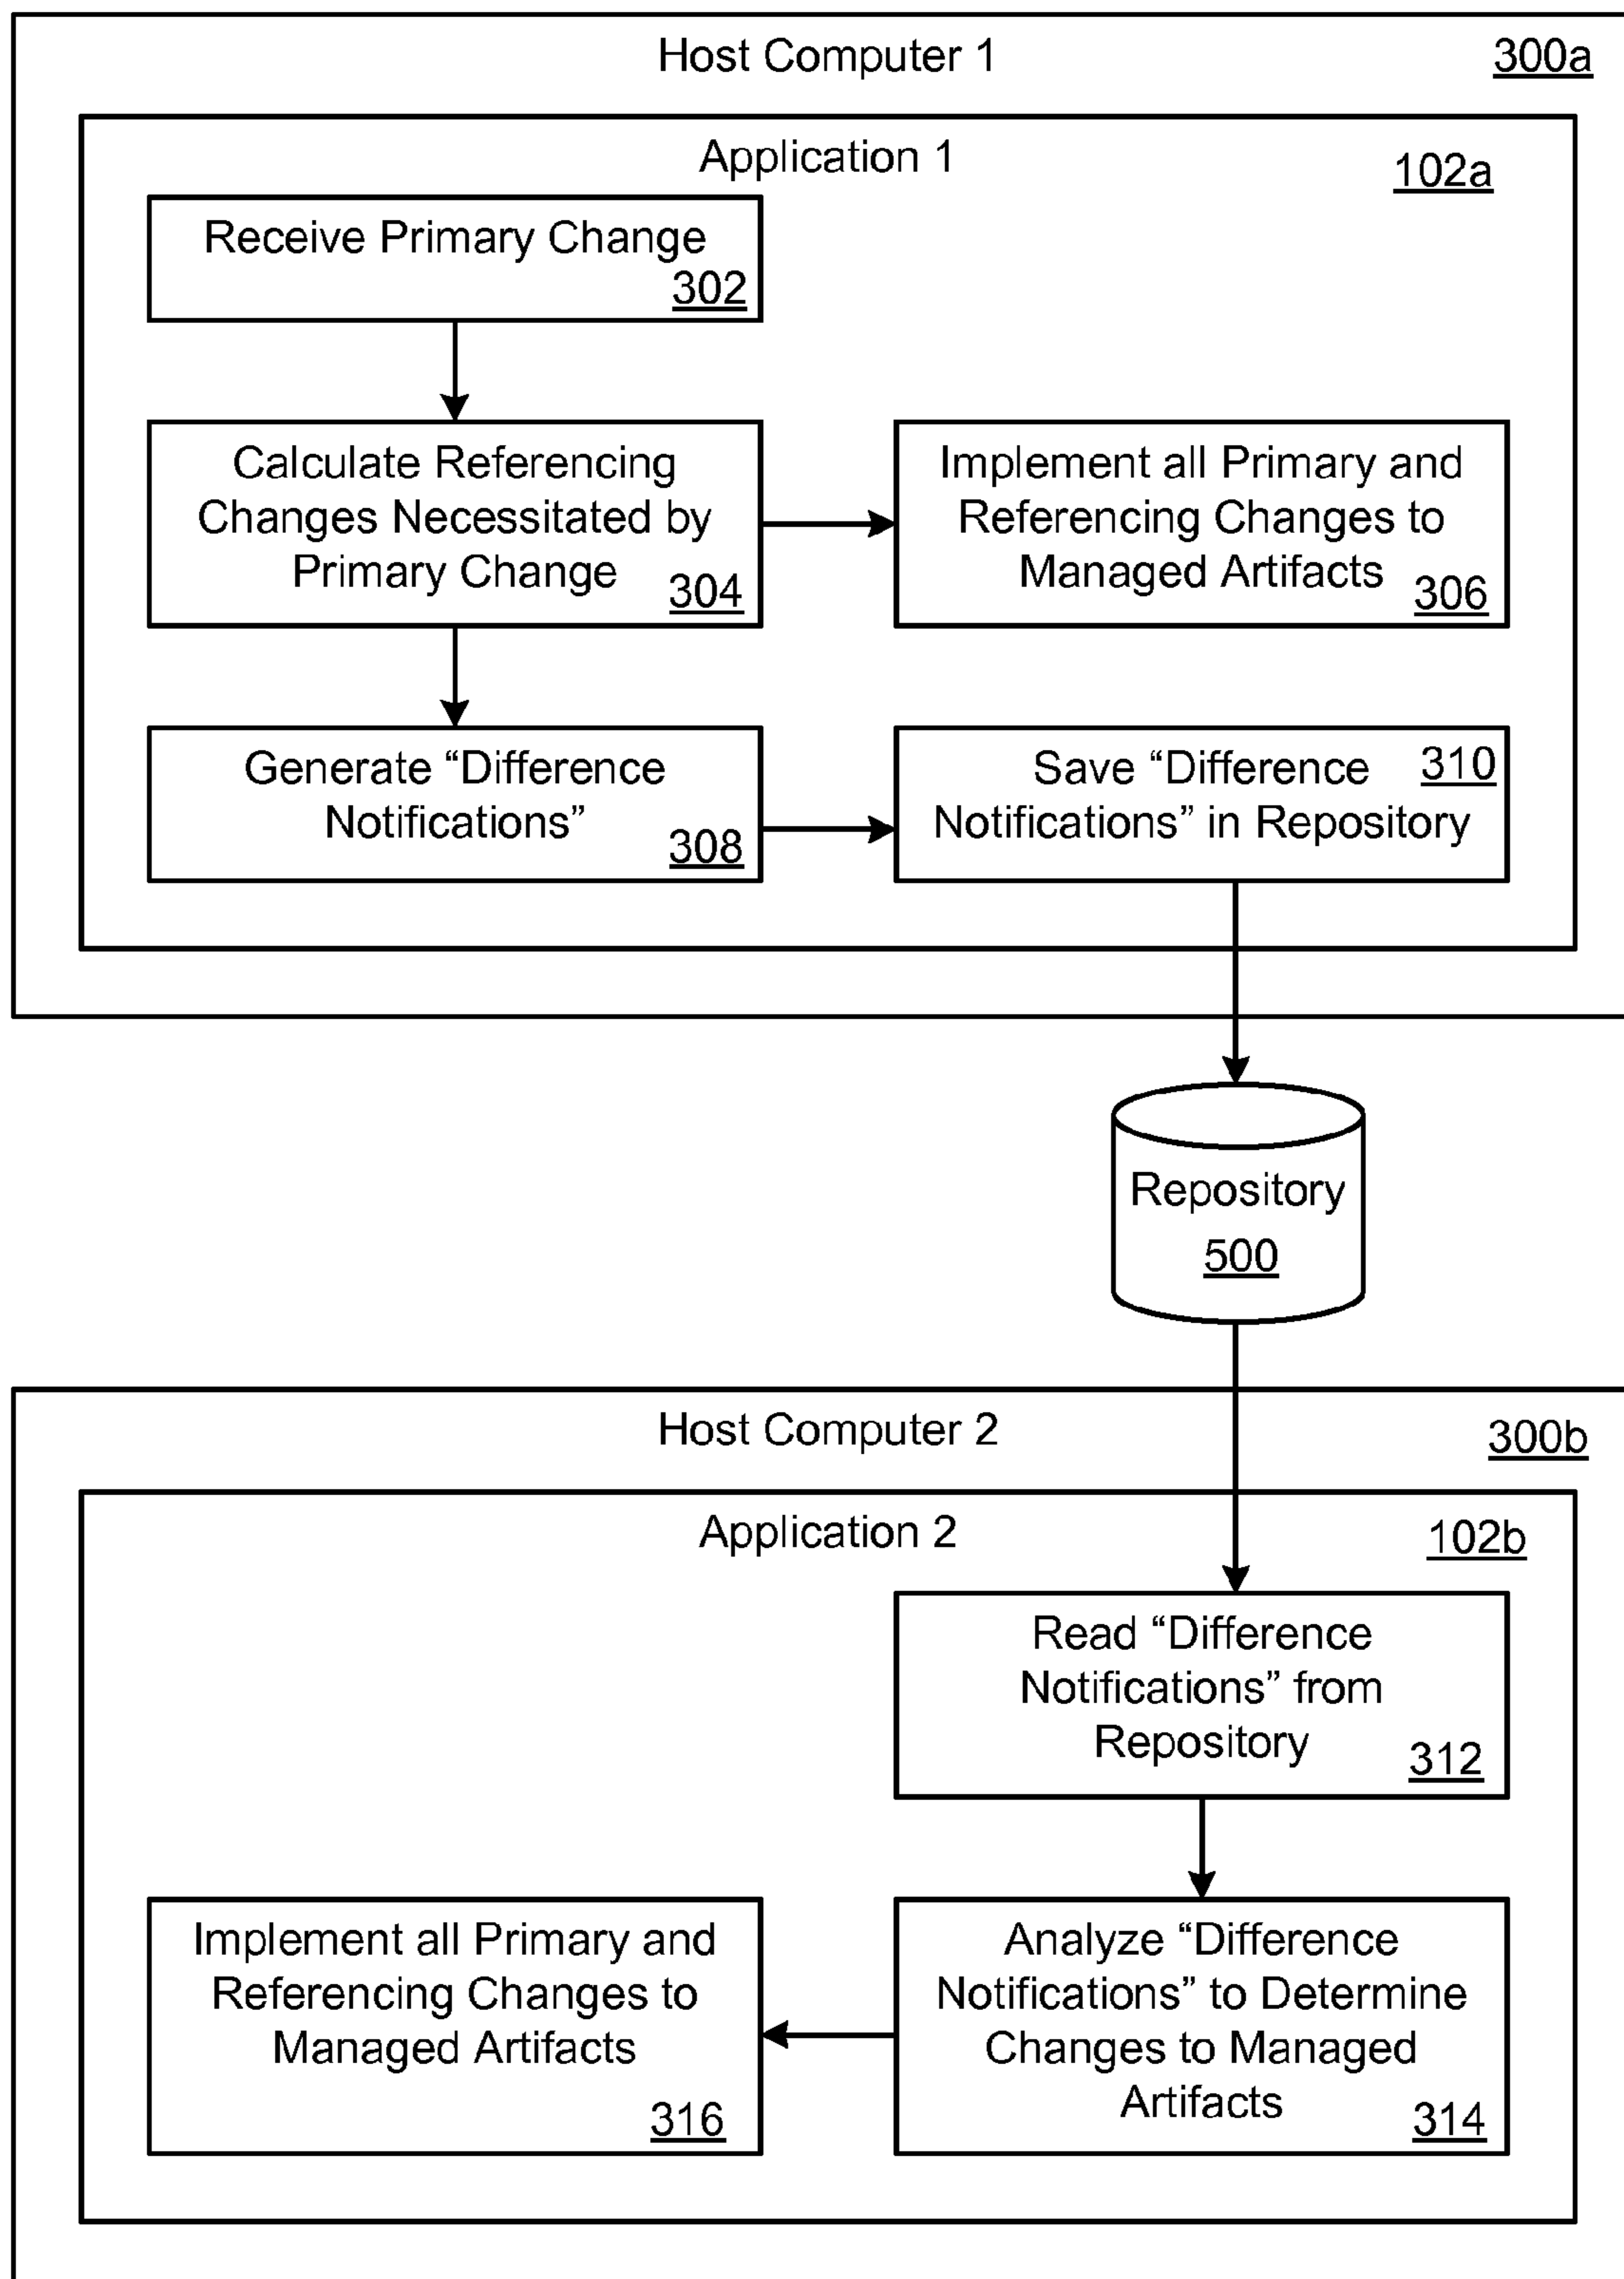 Host Computer 1
300a
Application 1
102a
Receive Primary Change
302
Calculate Referencing
Changes Necessitated by
Primary Change
304
Implement all Primary and
Referencing Changes to
Managed Artifacts
306
Generate “Difference
Notifications”
308
Save “Difference
310
Notifications” in Repository
Repository
500
Host Computer 2
300b
Application 2
102b
Read “Difference
Notifications” from
Repository
312
Implement all Primary and
Referencing Changes to
Managed Artifacts
316
Analyze “Difference
Notifications” to Determine
Changes to Managed
Artifacts
314